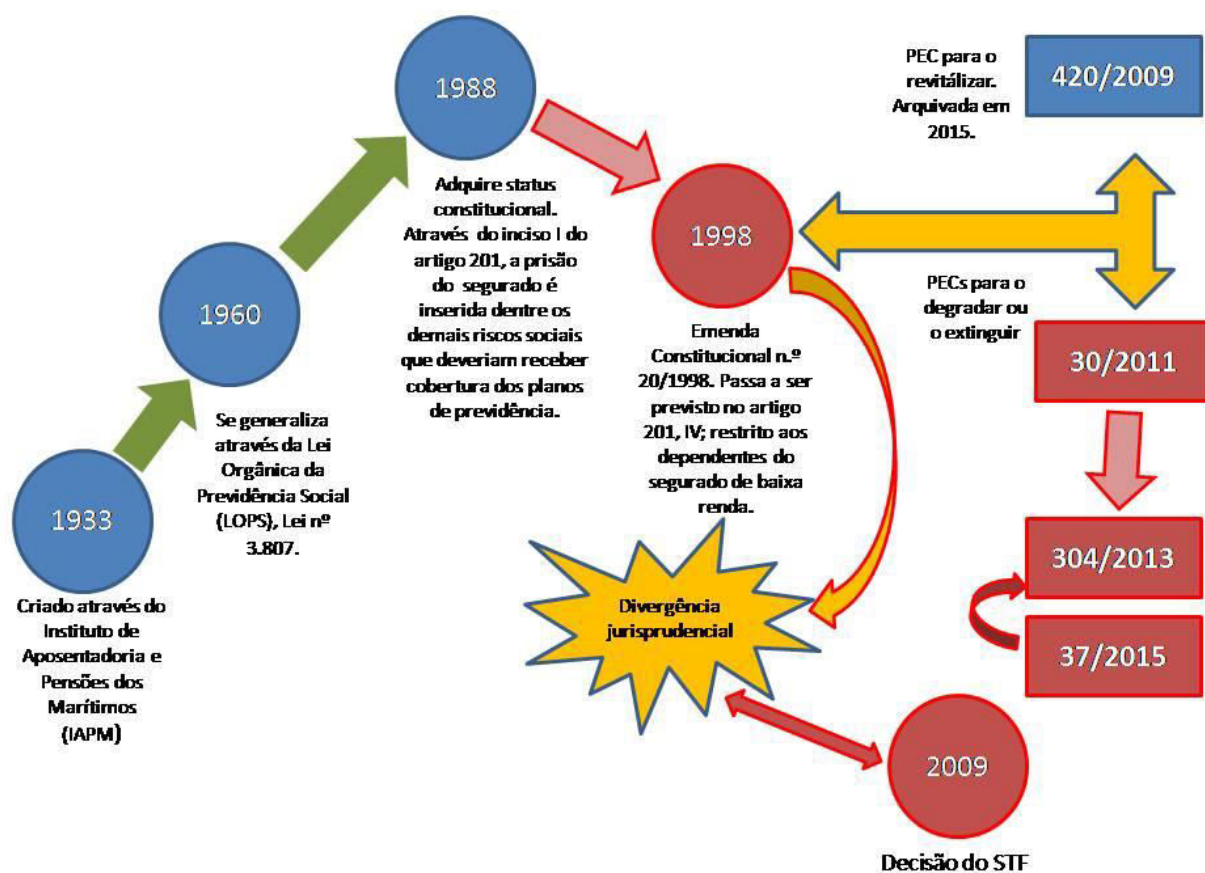 1933
Criado através do
Instituto de
Aposentadoria e
Pensões dos
Marítimos
(IAPM)
1960
Se generaliza
através da Lei
Orgânica da
Previdência Social
(LOPS), Lei nº
3.807.
1988
Adquire status
constitucional.
Através do inciso I do
artigo 201, a prisão
do segurado é
inserida dentre os
demais riscos sociais
que deveriam receber
cobertura dos planos
de previdência.
1998
Emenda
Constitucional n.º
20/1998. Passa a ser
previsto no artigo
201, IV; restrito aos
dependentes do
segurado de baixa
renda.
Divergência
jurisprudencial
2009
Decisão do STF
PEC para o
revitálizar.
Arquivada em
2015.
420/2009
PECs para o
degradar ou
o extinguir
30/2011
304/2013
37/2015